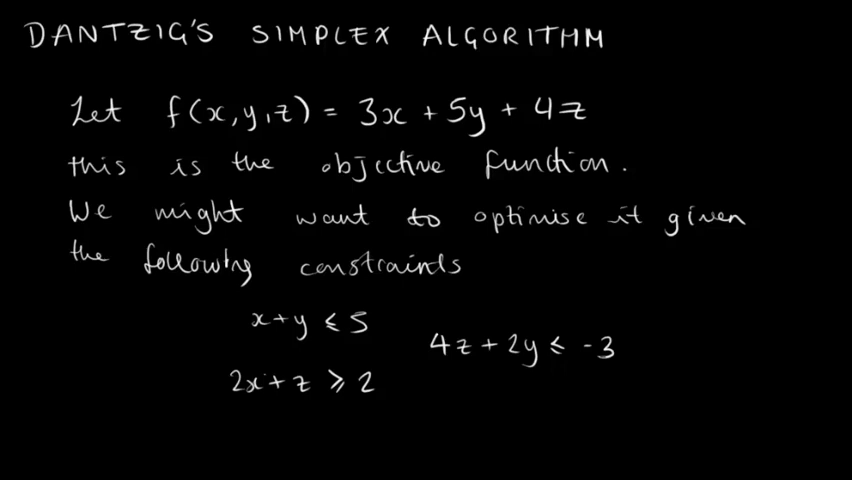 DANTZIG'S SIMPLEX ALGORITHM
Let f(x,y,z) = 3x + 5y + 4z
this is the objective function.
We might want to optimise it given
the following constraints
x+y ⩽ 5
4z + 2y ⩽ -3
2x+z ⩾ 2